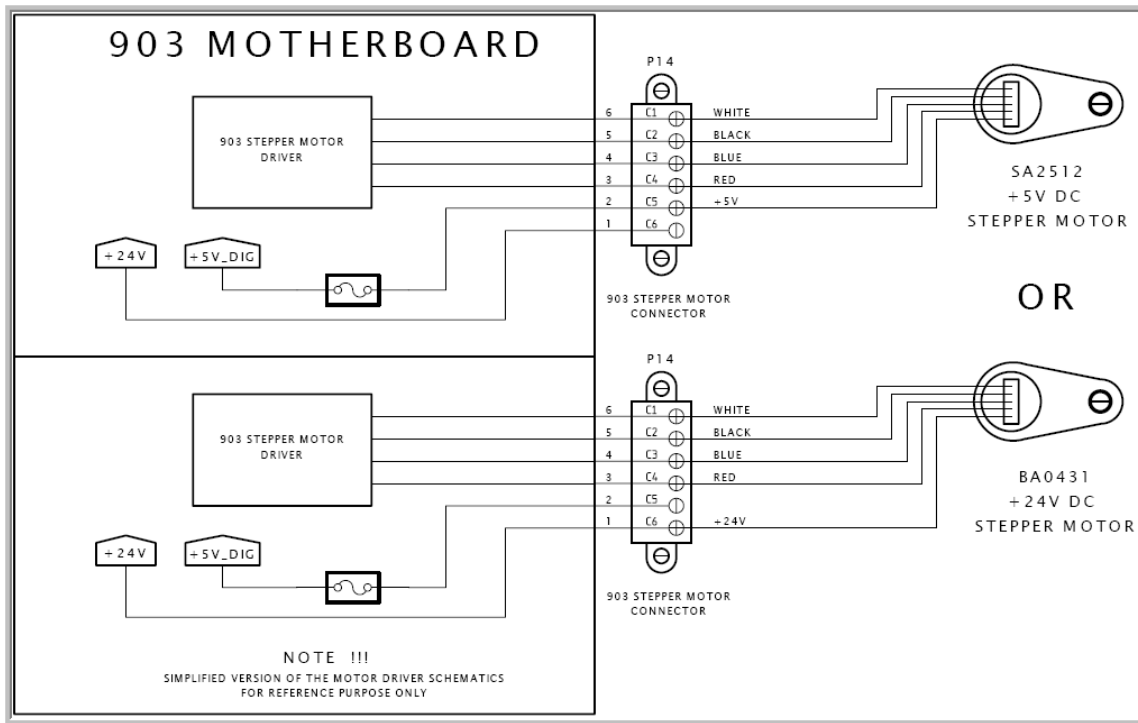 903 MOTHERBOARD
903 STEPPER MOTOR
DRIVER
+24V
+5V_DIG
6
5
4
3
2
1
P14
C1
C2
C3
C4
C5
C6
WHITE
BLACK
BLUE
RED
+5V
903 STEPPER MOTOR
CONNECTOR
SA2512
+5V DC
STEPPER MOTOR
OR
903 STEPPER MOTOR
DRIVER
+24V
+5V_DIG
6
5
4
3
2
1
P14
C1
C2
C3
C4
C5
C6
WHITE
BLACK
BLUE
RED
+24V
903 STEPPER MOTOR
CONNECTOR
BA0431
+24V DC
STEPPER MOTOR
NOTE !!!
SIMPLIFIED VERSION OF THE MOTOR DRIVER SCHEMATICS
FOR REFERENCE PURPOSE ONLY